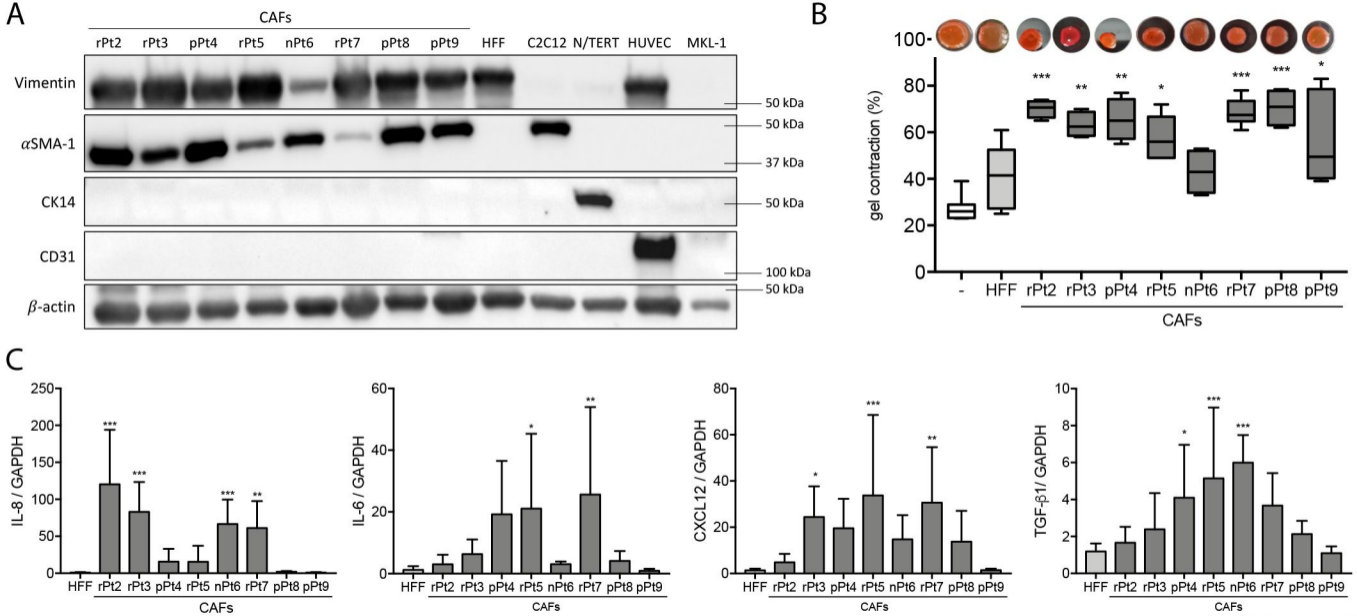 A
CAFs
rPt2 rPt3 pPt4 rPt5 nPt6 rPt7 pPt8 pPt9 HFF C2C12 N/TERT HUVEC MKL-1
Vimentin
50 kDa
αSMA-1
50 kDa
37 kDa
CK14
50 kDa
CD31
100 kDa
β-actin
50 kDa
B
gel contraction (%)
100
80
60
40
20
0
*** ** ** * *** *** *
- HFF rPt2 rPt3 pPt4 rPt5 nPt6 rPt7 pPt8 pPt9
CAFs
C
IL-8 / GAPDH
250
200
150
100
50
0
*** *** *** **
HFF rPt2 rPt3 pPt4 rPt5 nPt6 rPt7 pPt8 pPt9
CAFs
IL-6 / GAPDH
60
40
20
0
* **
HFF rPt2 rPt3 pPt4 rPt5 nPt6 rPt7 pPt8 pPt9
CAFs
CXCL12 / GAPDH
80
60
40
20
0
* *** **
HFF rPt2 rPt3 pPt4 rPt5 nPt6 rPt7 pPt8 pPt9
CAFs
TGF-β1/ GAPDH
10
8
6
4
2
0
* *** ***
HFF rPt2 rPt3 pPt4 rPt5 nPt6 rPt7 pPt8 pPt9
CAFs